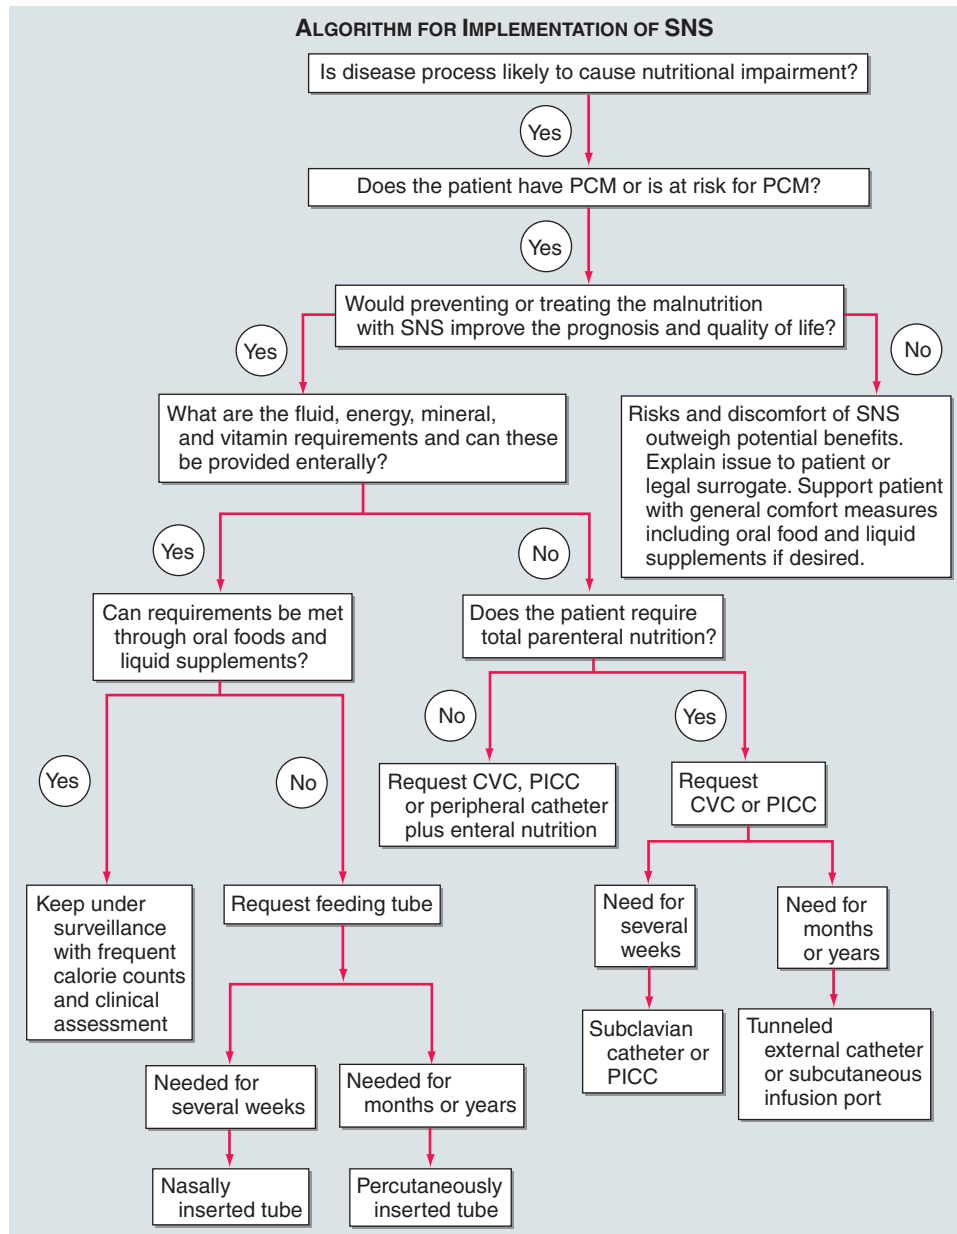 ALGORITHM FOR IMPLEMENTATION OF SNS
Is disease process likely to cause nutritional impairment?
Yes
Does the patient have PCM or is at risk for PCM?
Yes
Would preventing or treating the malnutrition
with SNS improve the prognosis and quality of life?
Yes
No
What are the fluid, energy, mineral,
and vitamin requirements and can these
be provided enterally?
Risks and discomfort of SNS
outweigh potential benefits.
Explain issue to patient or
legal surrogate. Support patient
with general comfort measures
including oral food and liquid
supplements if desired.
Yes
No
Can requirements be met
through oral foods and
liquid supplements?
Does the patient require
total parenteral nutrition?
No
Yes
Yes
No
Request CVC, PICC
or peripheral catheter
plus enteral nutrition
Request
CVC or PICC
Keep under
surveillance
with frequent
calorie counts
and clinical
assessment
Request feeding tube
Need for
several
weeks
Need for
months
or years
Subclavian
catheter or
PICC
Tunneled
external catheter
or subcutaneous
infusion port
Needed for
several weeks
Needed for
months or years
Nasally
inserted tube
Percutaneously
inserted tube